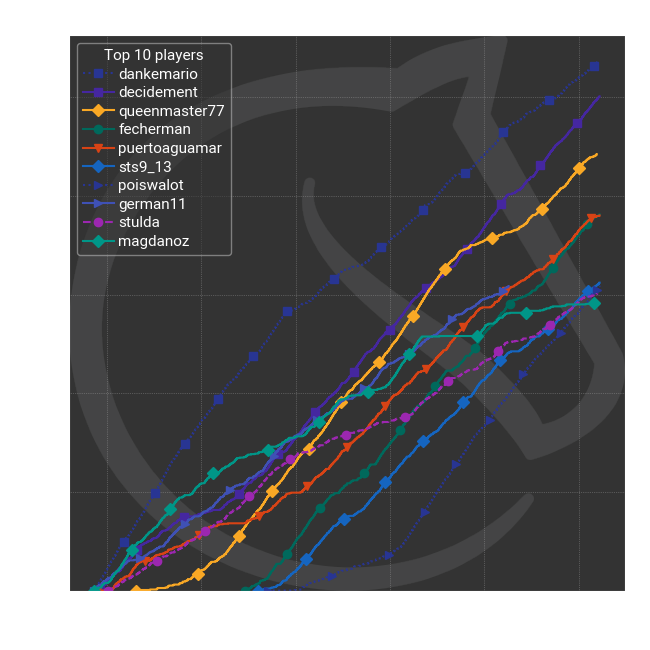 Top 10 players
dankemario
decidement
queenmaster77
fecherman
puertoaguamar
sts9_13
poiswalot
german11
stulda
magdanoz